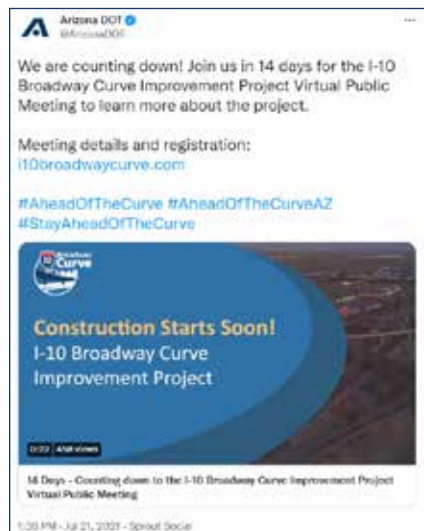 Arizona DOT
@ArizonaDOT
We are counting down! Join us in 14 days for the I-10
Broadway Curve Improvement Project Virtual Public
Meeting to learn more about the project.
Meeting details and registration:
i10broadwaycurve.com
#AheadOfTheCurve #AheadOfTheCurveAZ
#StayAheadOfTheCurve
Broadway
Curve
Construction Starts Soon!
I-10 Broadway Curve
Improvement Project
458 views
14 Days - Counting down to the I-10 Broadway Curve Improvement Project
Virtual Public Meeting
1:30 PM - Jul 21, 2021 - Sprout Social